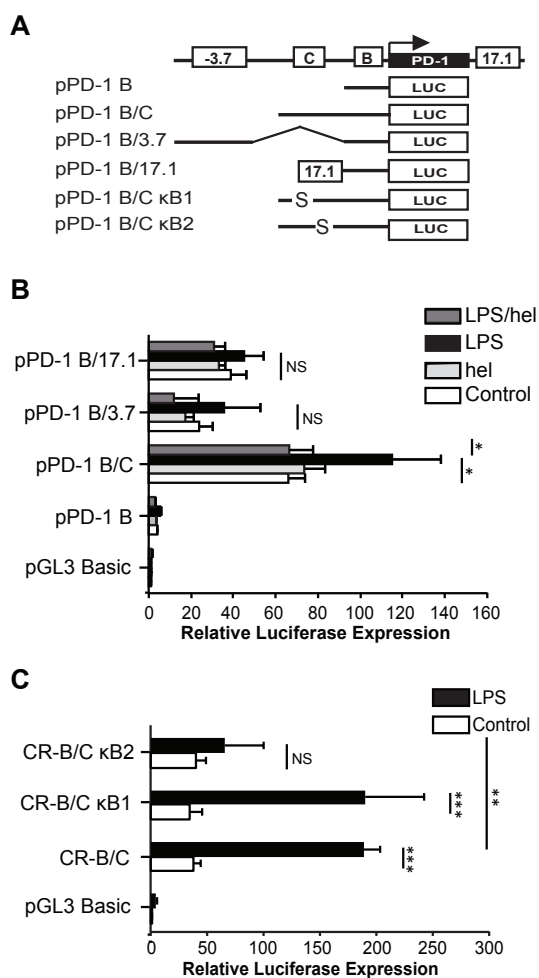 A
-3.7 C B PD-1 17.1
pPD-1 B LUC
pPD-1 B/C LUC
pPD-1 B/3.7 LUC
pPD-1 B/17.1 17.1 LUC
pPD-1 B/C κB1 S LUC
pPD-1 B/C κB2 S LUC
B
LPS/hel
LPS
hel
Control
pPD-1 B/17.1 NS
pPD-1 B/3.7 NS
pPD-1 B/C * *
pPD-1 B
pGL3 Basic
0 20 40 60 80 100 120 140 160
Relative Luciferase Expression
C
LPS
Control
CR-B/C κB2 NS
CR-B/C κB1 *** **
CR-B/C ***
pGL3 Basic
0 50 100 150 200 250 300
Relative Luciferase Expression